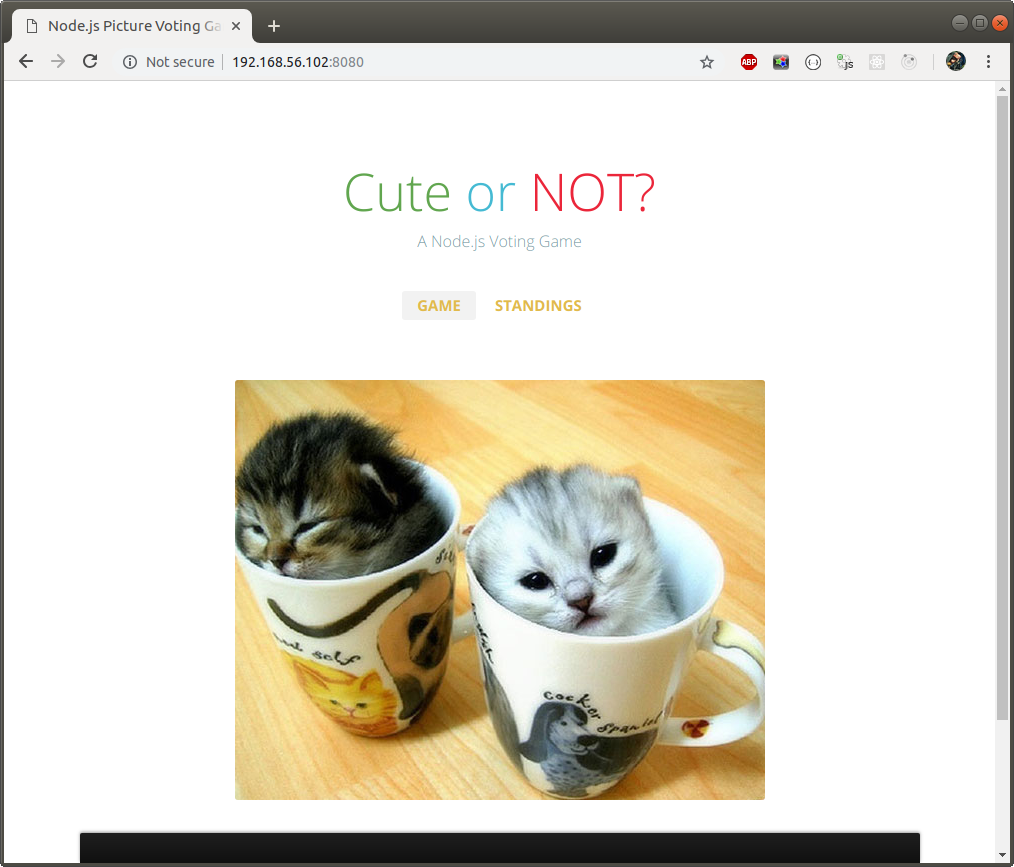 Node.js Picture Voting Ga
Not secure
192.168.56.102:8080
ABP
JS
Cute or NOT?
A Node.js Voting Game
GAME
STANDINGS
self
Cocker
Spaniel